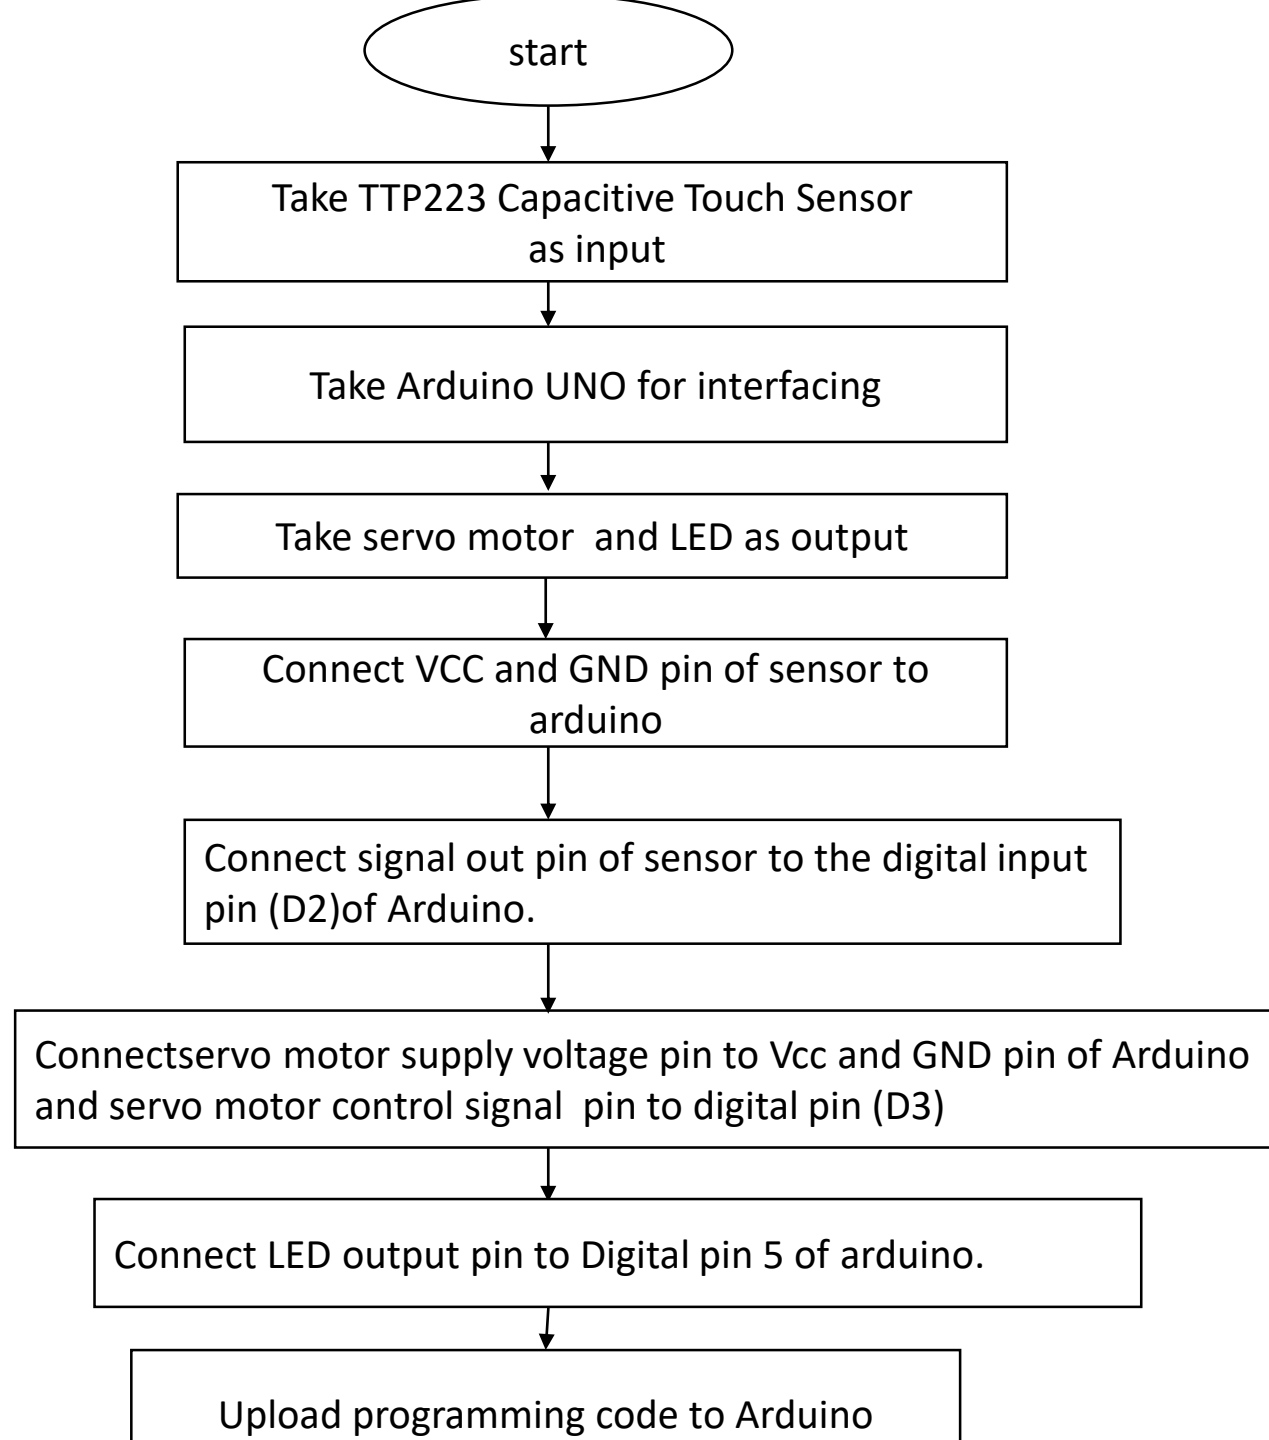 start
Take TTP223 Capacitive Touch Sensor
as input
Take Arduino UNO for interfacing
Take servo motor  and LED as output
Connect VCC and GND pin of sensor to
arduino
Connect signal out pin of sensor to the digital input
pin (D2)of Arduino.
Connectservo motor supply voltage pin to Vcc and GND pin of Arduino
and servo motor control signal  pin to digital pin (D3)
Connect LED output pin to Digital pin 5 of arduino.
Upload programming code to Arduino